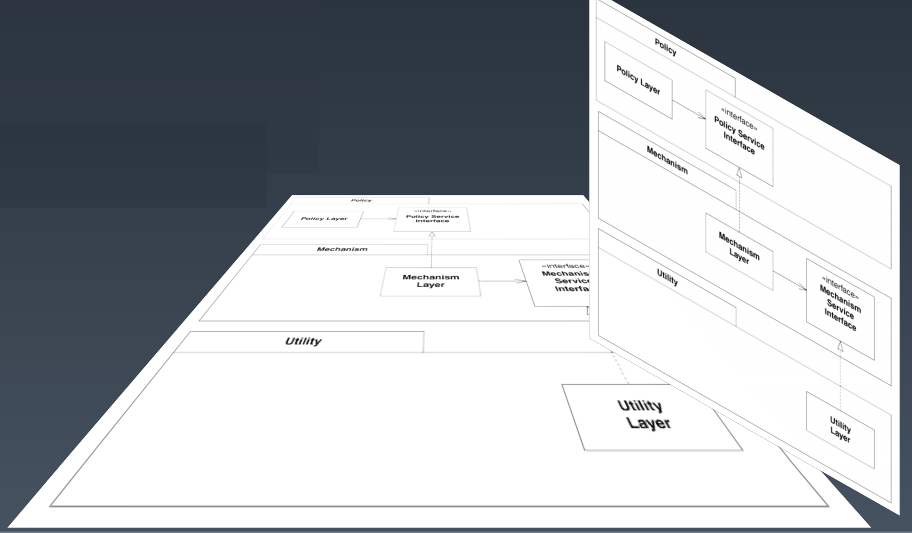 Policy
Policy Layer
«interface»
Policy Service
Interface
Mechanism
Mechanism
Layer
«interface»
Mechanis
Service
Interfa
Utility
Utility
Layer
Policy
Policy Layer
«interface»
Policy Service
Interface
Mechanism
Mechanism
Layer
«interface»
Mechanism
Service
Interface
Utility
Utility
Layer